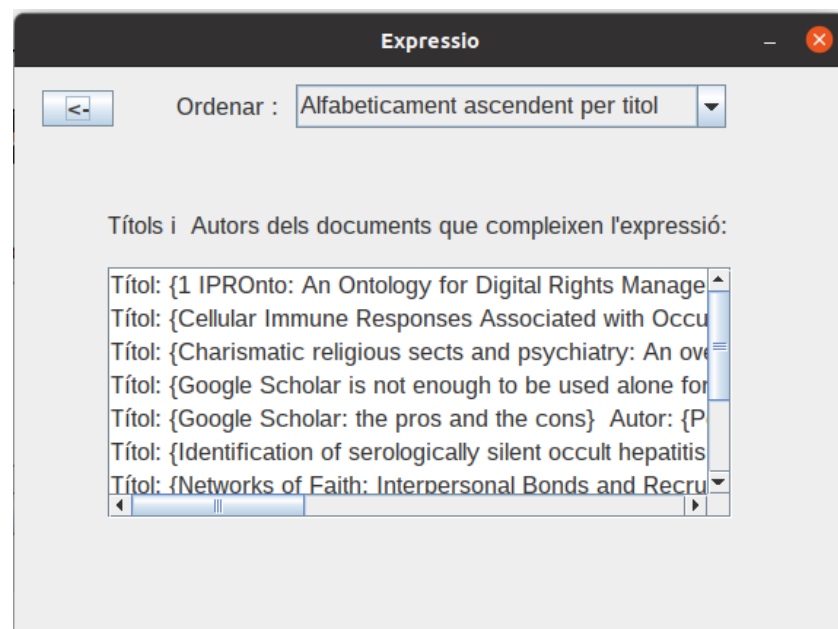 Expressio
<- Ordenar : Alfabeticament ascendent per titol
Títols i Autors dels documents que compleixen l'expressió:
Títol: {1 IPROnto: An Ontology for Digital Rights Manage
Títol: {Cellular Immune Responses Associated with Occu
Títol: {Charismatic religious sects and psychiatry: An ove
Títol: {Google Scholar is not enough to be used alone for
Títol: {Google Scholar: the pros and the cons} Autor: {P
Títol: {Identification of serologically silent occult hepatitis
Títol: {Networks of Faith: Interpersonal Bonds and Recru